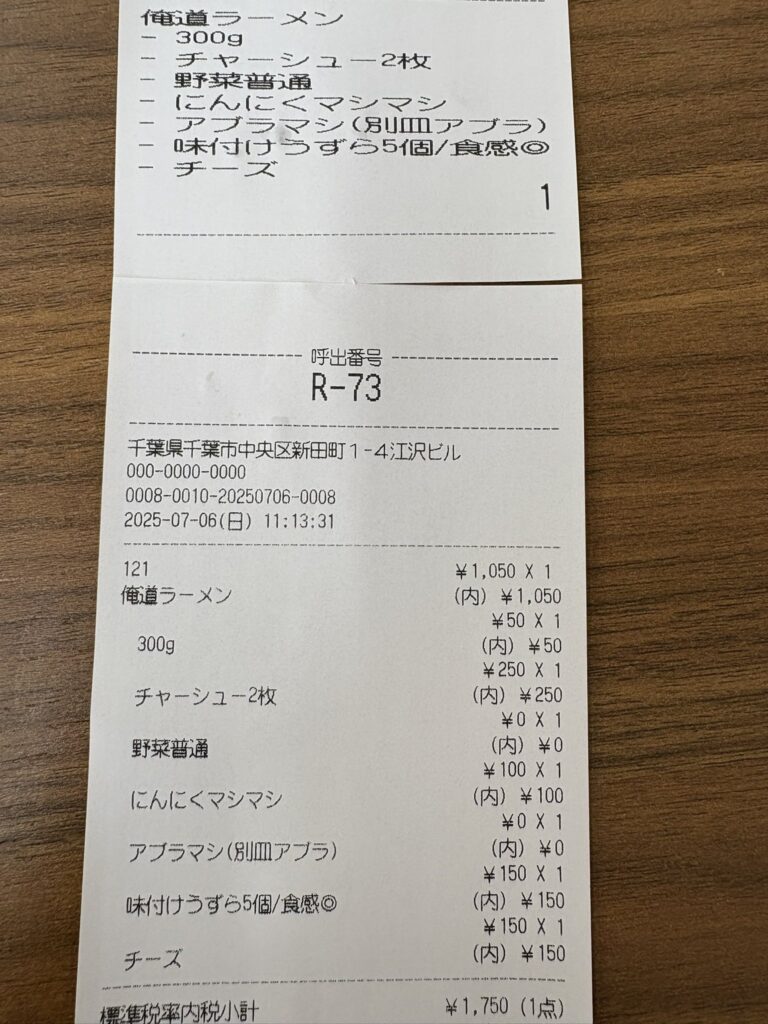 俺道ラーメン
- 300g
- チャーシュー2枚
- 野菜普通
- にんにくマシマシ
- アブラマシ(別皿アブラ)
- 味付けうずら5個/食感◎
- チーズ
1
呼出番号
R-73
千葉県千葉市中央区新田町1-4江沢ビル
000-0000-0000
0008-0010-20250706-0008
2025-07-06(日) 11:13:31
121 ¥1,050 X 1
俺道ラーメン (内) ¥1,050
¥50 X 1
300g (内) ¥50
¥250 X 1
チャーシュー2枚 (内) ¥250
¥0 X 1
野菜普通 (内) ¥0
¥100 X 1
にんにくマシマシ (内) ¥100
¥0 X 1
アブラマシ(別皿アブラ) (内) ¥0
¥150 X 1
味付けうずら5個/食感◎ (内) ¥150
¥150 X 1
チーズ (内) ¥150
標準税率内税小計 ¥1,750 (1点)